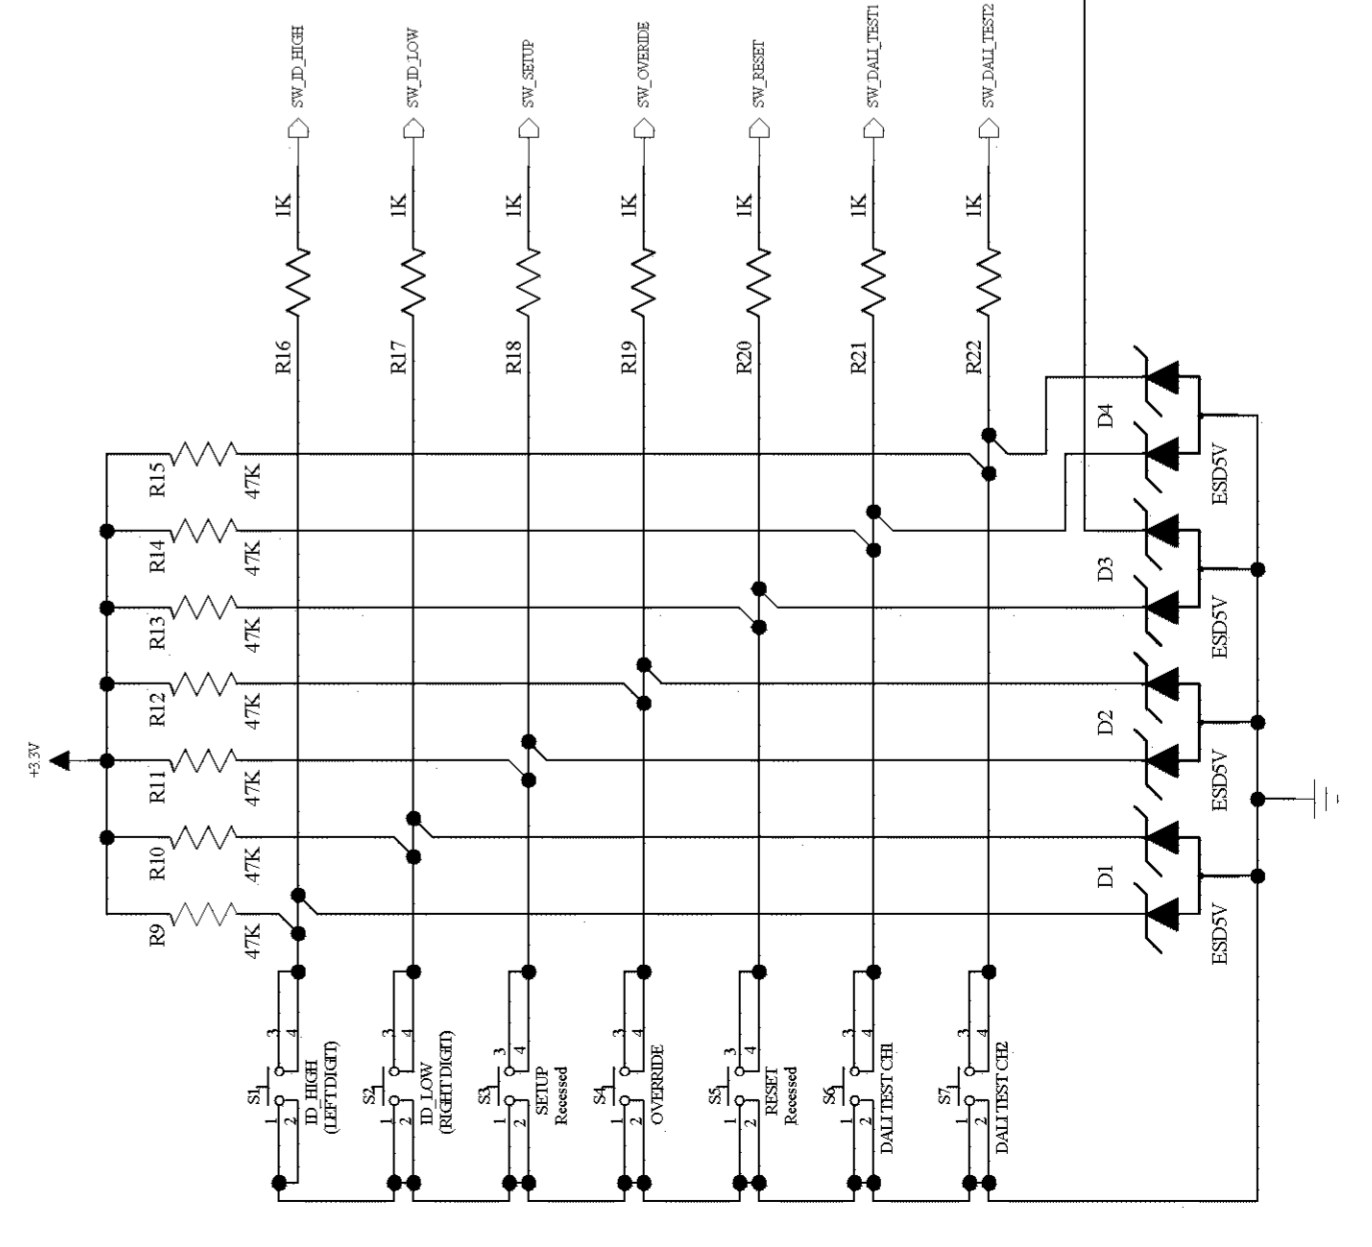 SW_ID_HIGH
SW_ID_LOW
SW_SETUP
SW_OVERIDE
SW_RESET
SW_DALI_TEST1
SW_DALI_TEST2
1K
1K
1K
1K
1K
1K
1K
R16
R17
R18
R19
R20
R21
R22
+3.3V
R15
47K
R14
47K
R13
47K
R12
47K
R11
47K
R10
47K
R9
47K
D4
ESD5V
D3
ESD5V
D2
ESD5V
D1
ESD5V
S1
3
4
1
2
ID_HIGH
(LEFT DIGIT)
S2
3
4
1
2
ID_LOW
(RIGHT DIGIT)
S3
3
4
1
2
SETUP
Recessed
S4
3
4
1
2
OVERRIDE
S5
3
4
1
2
RESET
Recessed
S6
3
4
1
2
DALI TEST CH1
S7
3
4
1
2
DALI TEST CH2